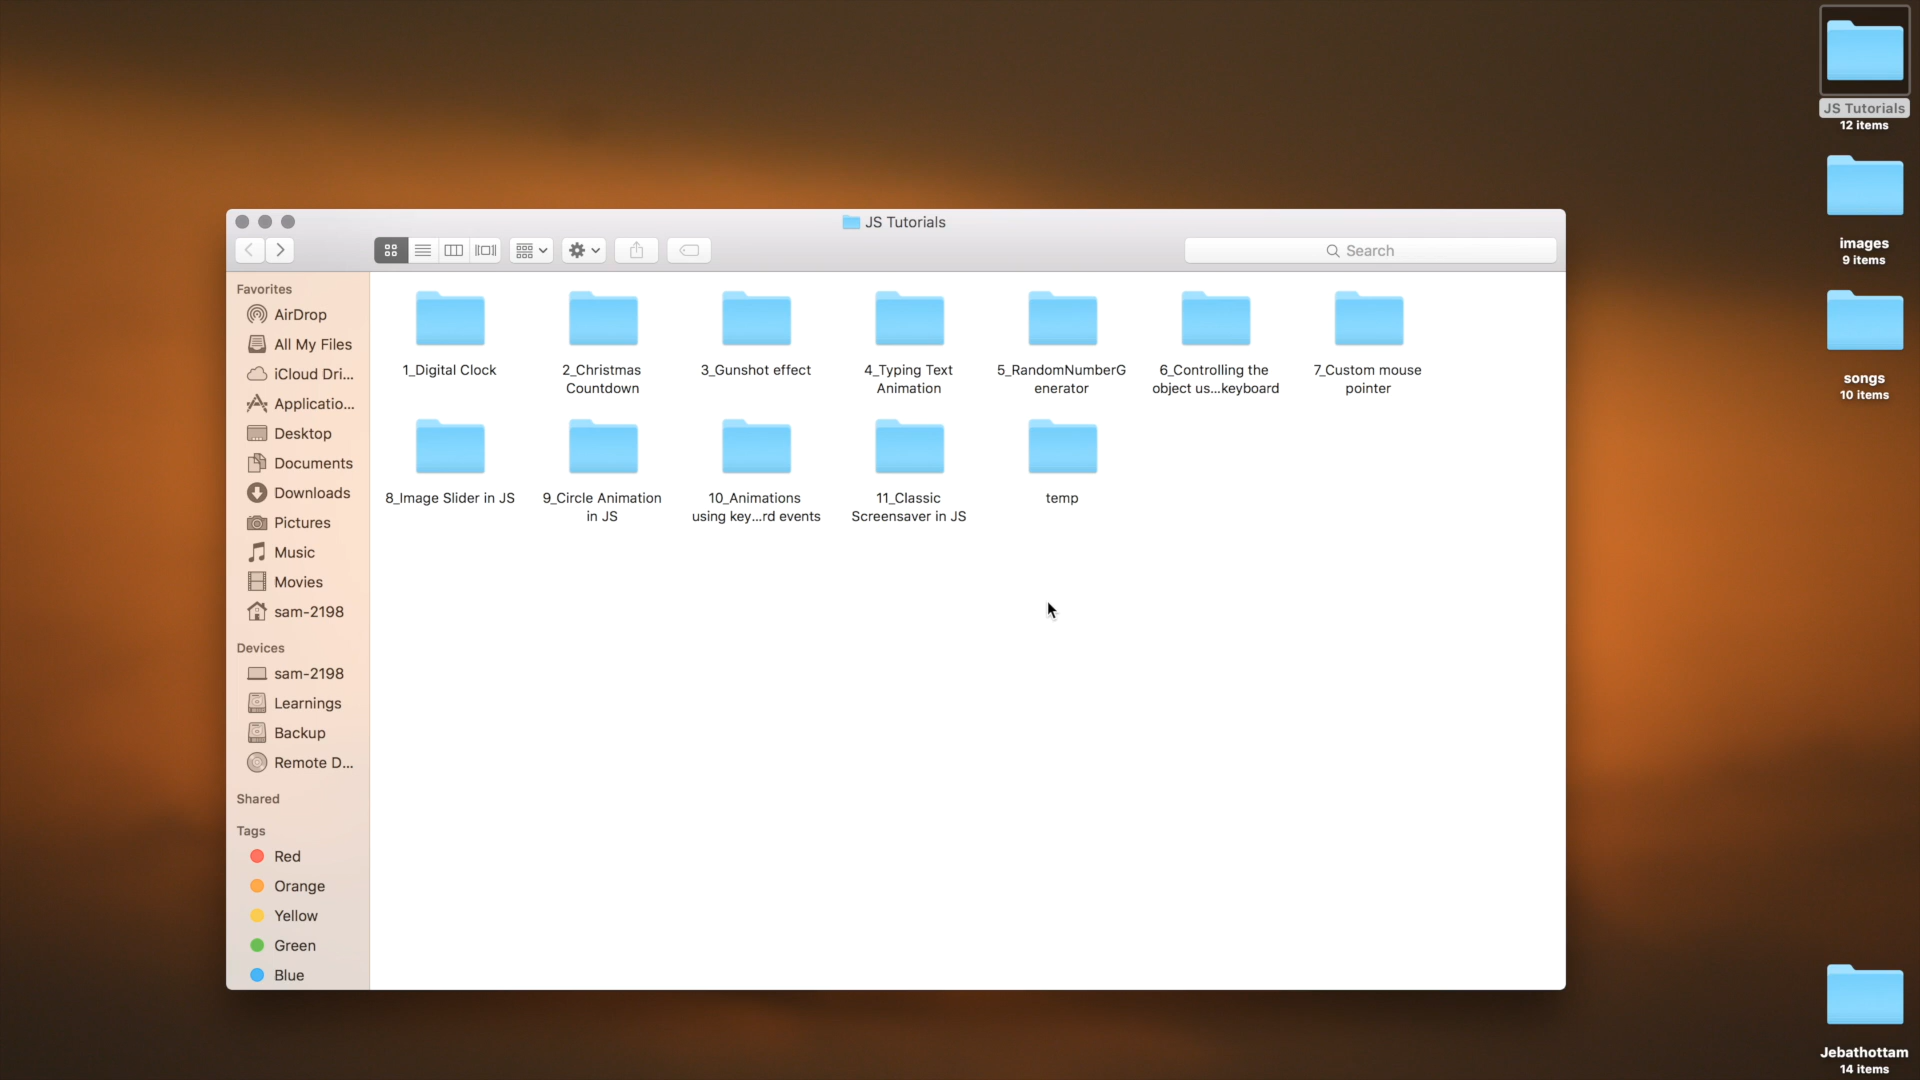 JS Tutorials
12 items
images
9 items
songs
10 items
JS Tutorials
Search
Favorites
AirDrop
All My Files
iCloud Dri...
Applicatio...
Desktop
Documents
Downloads
Pictures
Music
Movies
sam-2198
Devices
sam-2198
Learnings
Backup
Remote D...
Shared
Tags
Red
Orange
Yellow
Green
Blue
1_Digital Clock
2_Christmas
Countdown
3_Gunshot effect
4_Typing Text
Animation
5_RandomNumberG
enerator
6_Controlling the
object us...keyboard
7_Custom mouse
pointer
8_Image Slider in JS
9_Circle Animation
in JS
10_Animations
using key...rd events
11_Classic
Screensaver in JS
temp
Jebathottam
14 items